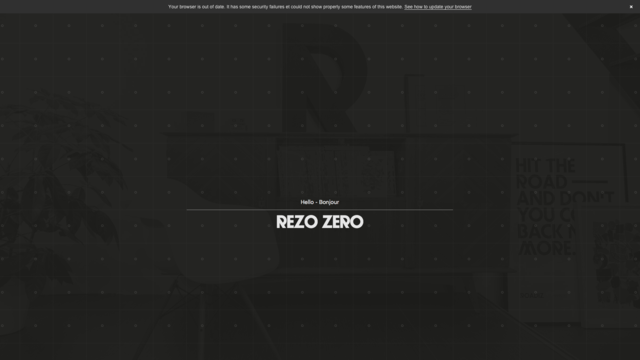 Your browser is out of date. It has some security failures et could not show properly some features of this website. See how to update your browser ×
R
Hello - Bonjour
REZO ZERO
HIT THE
ROAD
AND DON'T
YOU C
BACK N
MORE